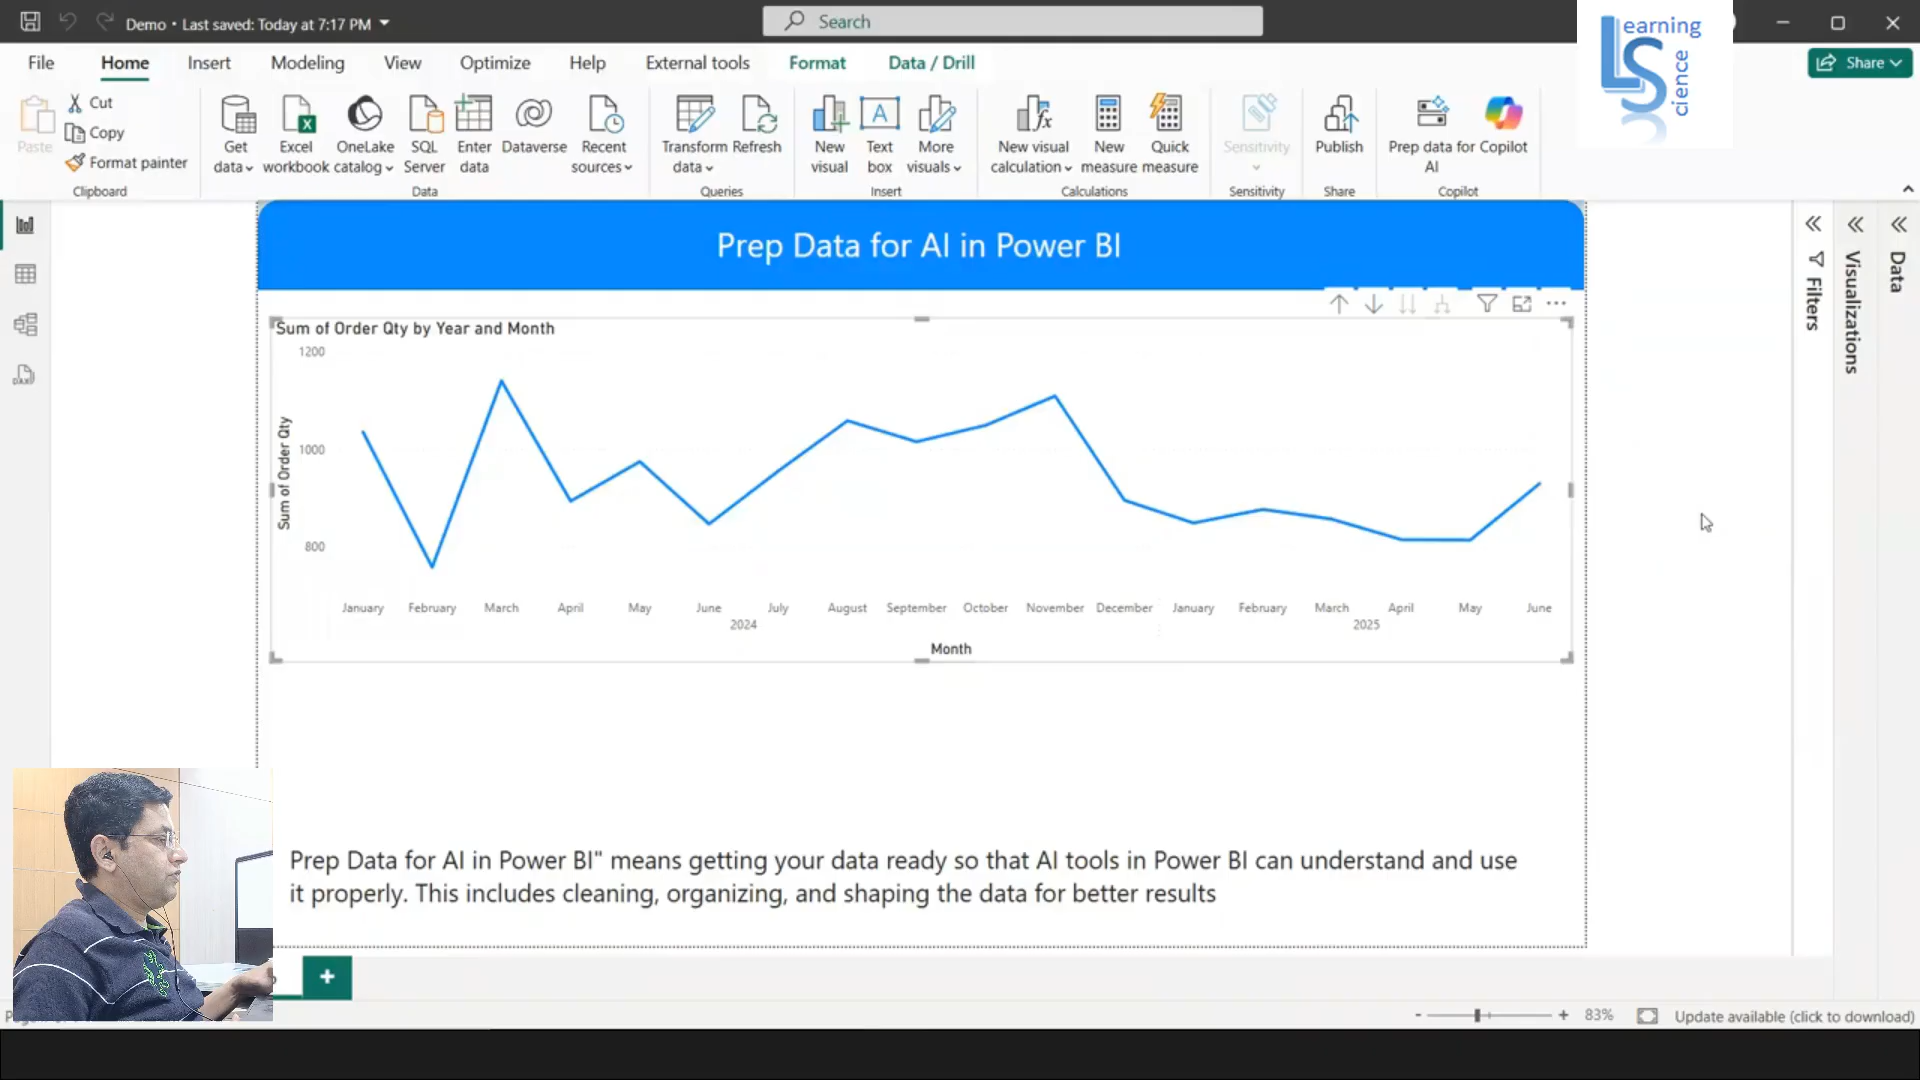 Demo • Last saved: Today at 7:17 PM
Search
Learning Science
File Home Insert Modeling View Optimize Help External tools Format Data / Drill
Share
Paste
Cut
Copy
Format painter
Clipboard
Get data
Excel workbook
OneLake catalog
SQL Server
Enter data
Dataverse
Recent sources
Data
Transform data
Refresh
Queries
New visual
Text box
More visuals
Insert
New visual calculation
New measure
Quick measure
Calculations
Sensitivity
Sensitivity
Publish
Share
Prep data for AI
Copilot
Copilot
DAX
Prep Data for AI in Power BI
Sum of Order Qty by Year and Month
Sum of Order Qty
1200
1000
800
January February March April May June July August September October November December January February March April May June
2024 2025
Month
Filters
Visualizations
Data
Prep Data for AI in Power BI" means getting your data ready so that AI tools in Power BI can understand and use
it properly. This includes cleaning, organizing, and shaping the data for better results
+
- + 83%
Update available (click to download)